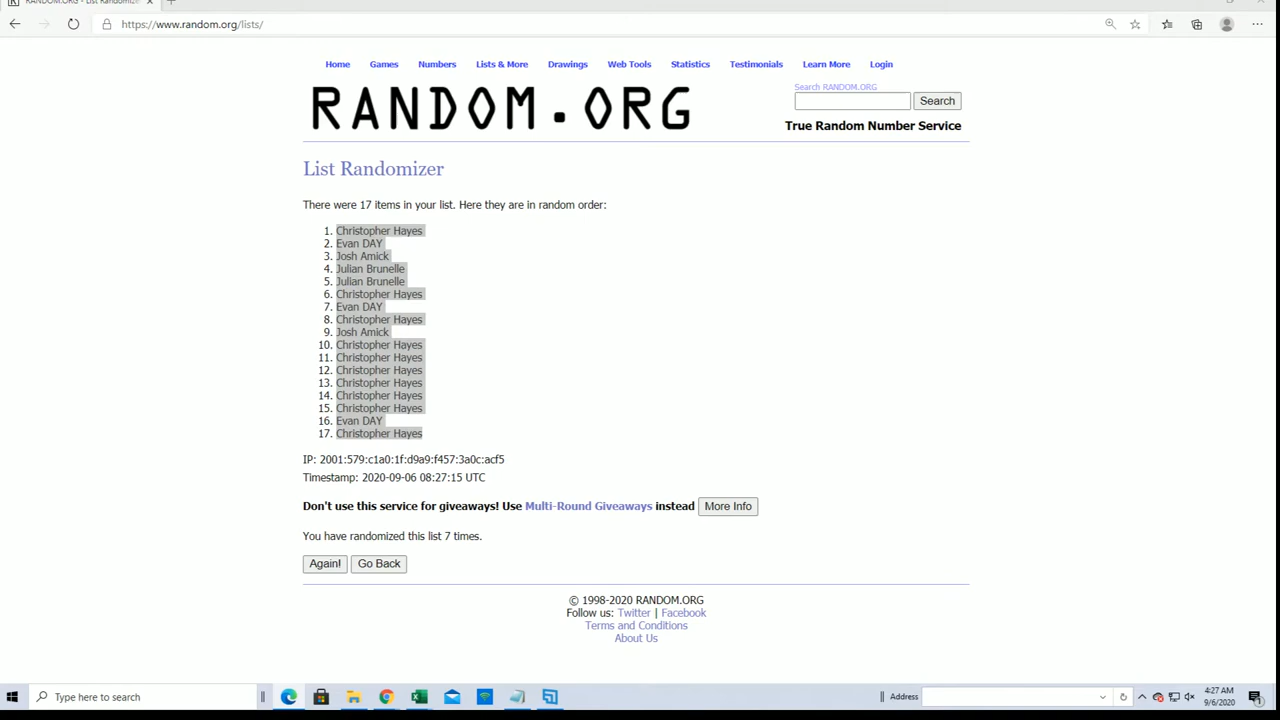 RANDOM.ORG - List Randomizer
https://www.random.org/lists/
Home Games Numbers Lists & More Drawings Web Tools Statistics Testimonials Learn More Login
Search RANDOM.ORG
RANDOM.ORG
Search
True Random Number Service
List Randomizer
There were 17 items in your list. Here they are in random order:
1. Christopher Hayes
2. Evan DAY
3. Josh Amick
4. Julian Brunelle
5. Julian Brunelle
6. Christopher Hayes
7. Evan DAY
8. Christopher Hayes
9. Josh Amick
10. Christopher Hayes
11. Christopher Hayes
12. Christopher Hayes
13. Christopher Hayes
14. Christopher Hayes
15. Christopher Hayes
16. Evan DAY
17. Christopher Hayes
IP: 2001:579:c1a0:1f:d9a9:f457:3a0c:acf5
Timestamp: 2020-09-06 08:27:15 UTC
Don't use this service for giveaways! Use Multi-Round Giveaways instead More Info
You have randomized this list 7 times.
Again! Go Back
© 1998-2020 RANDOM.ORG
Follow us: Twitter | Facebook
Terms and Conditions
About Us
Type here to search
Address
4:27 AM
9/6/2020